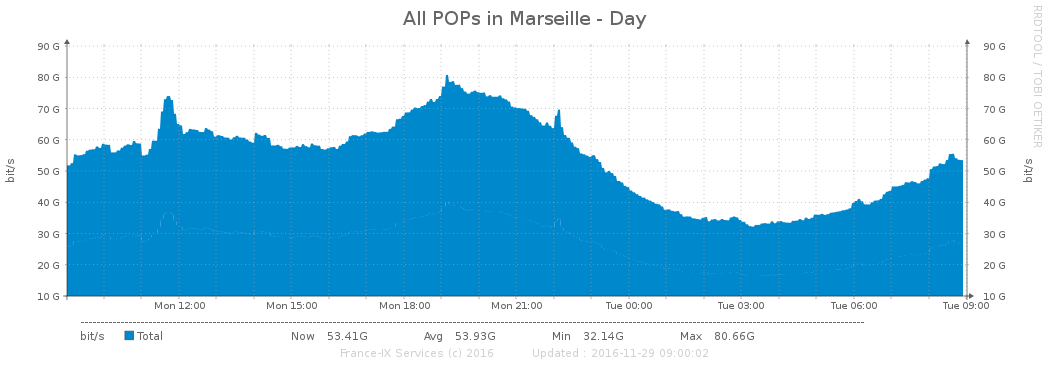 All POPs in Marseille - Day
RRDTOOL / TOBI OETIKER
90 G 90 G
80 G 80 G
70 G 70 G
60 G 60 G
50 G 50 G
40 G 40 G
30 G 30 G
20 G 20 G
10 G 10 G
bit/s bit/s
Mon 12:00 Mon 15:00 Mon 18:00 Mon 21:00 Tue 00:00 Tue 03:00 Tue 06:00 Tue 09:00
bit/s Total Now 53.41G Avg 53.93G Min 32.14G Max 80.66G
France-IX Services (c) 2016 Updated : 2016-11-29 09:00:02